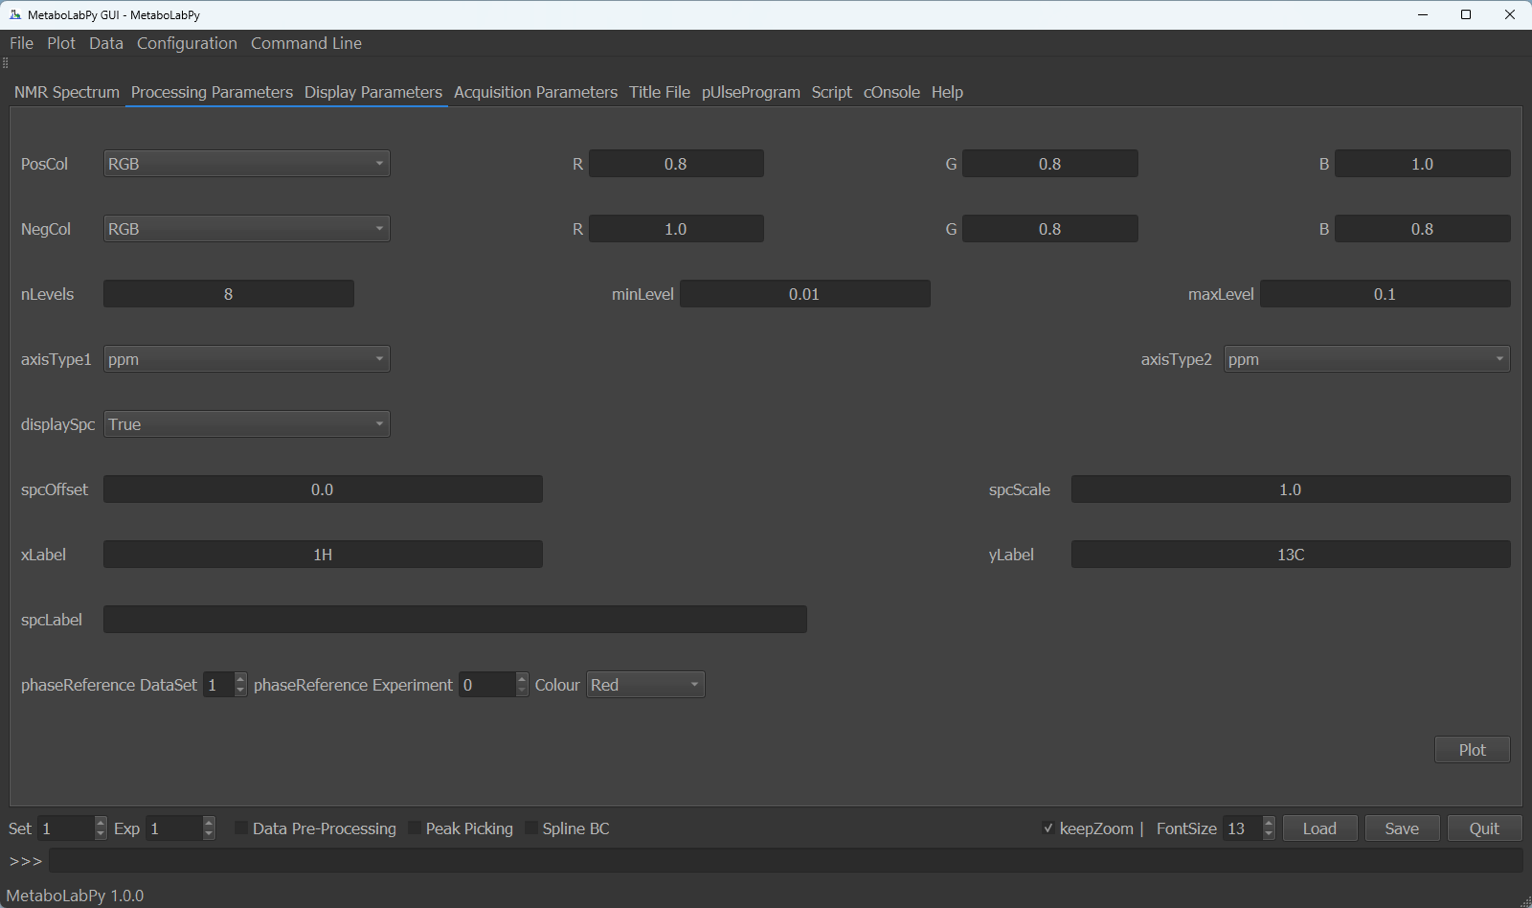 MetaboLabPy GUI - MetaboLabPy
File Plot Data Configuration Command Line
NMR Spectrum Processing Parameters Display Parameters Acquisition Parameters Title File pUlseProgram Script cOnsole Help
PosCol RGB R 0.8 G 0.8 B 1.0
NegCol RGB R 1.0 G 0.8 B 0.8
nLevels 8 minLevel 0.01 maxLevel 0.1
axisType1 ppm axisType2 ppm
displaySpc True
spcOffset 0.0 spcScale 1.0
xLabel 1H yLabel 13C
spcLabel
phaseReference DataSet 1 phaseReference Experiment 0 Colour Red
Plot
Set 1 Exp 1 Data Pre-Processing Peak Picking Spline BC keepZoom | FontSize 13 Load Save Quit
>>>
MetaboLabPy 1.0.0